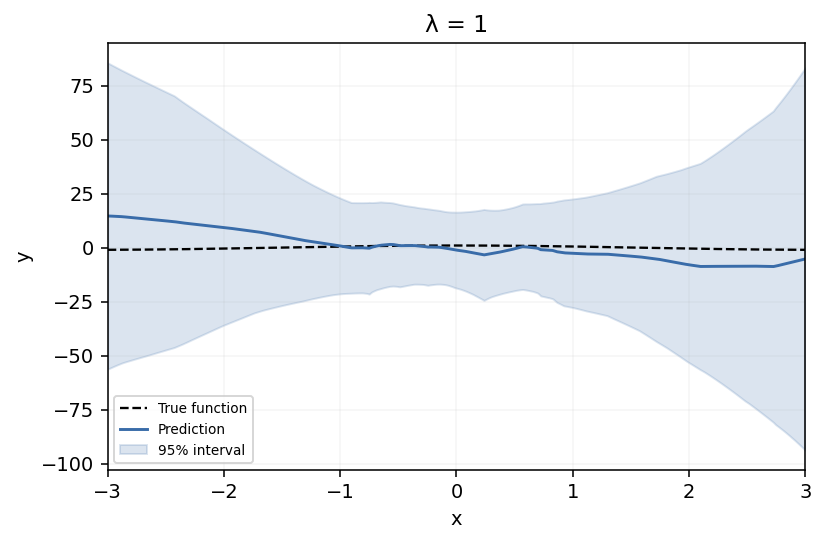 λ = 1
y
75
50
25
0
−25
−50
−75
−100
True function
Prediction
95% interval
−3
−2
−1
0
1
2
3
x